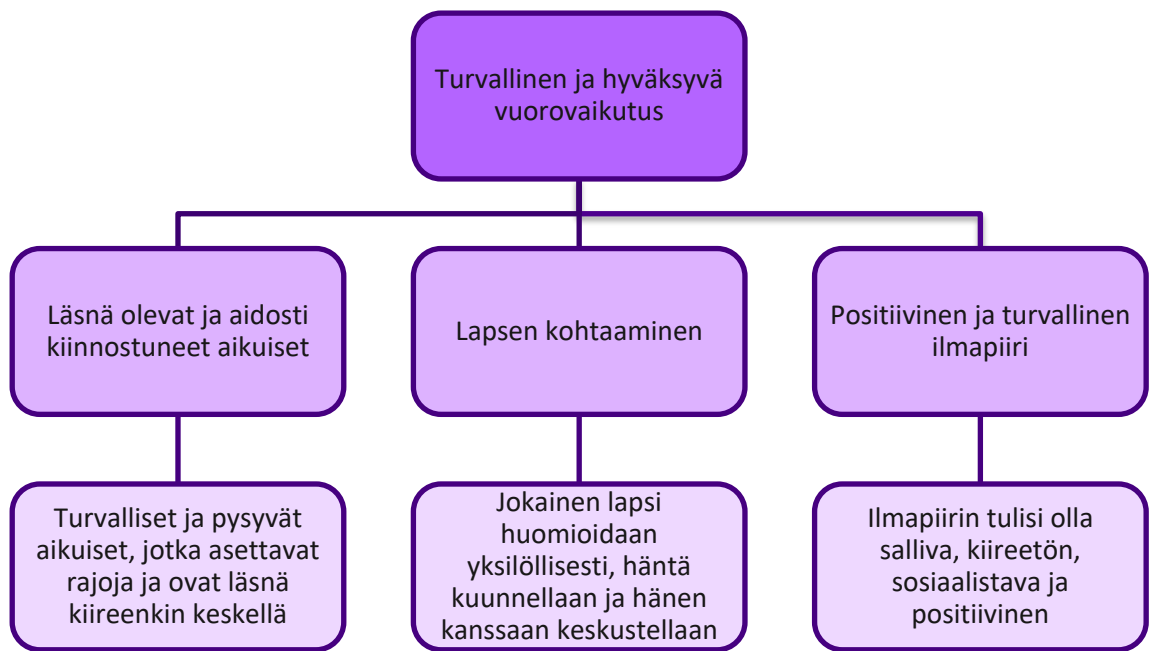 Turvallinen ja hyväksyvä
vuorovaikutus
Läsnä olevat ja aidosti
kiinnostuneet aikuiset
Lapsen kohtaaminen
Positiivinen ja turvallinen
ilmapiiri
Turvalliset ja pysyvät
aikuiset, jotka asettavat
rajoja ja ovat läsnä
kiireenkin keskellä
Jokainen lapsi
huomioidaan
yksilöllisesti, häntä
kuunnellaan ja hänen
kanssaan keskustellaan
Ilmapiirin tulisi olla
salliva, kiireetön,
sosiaalistava ja
positiivinen